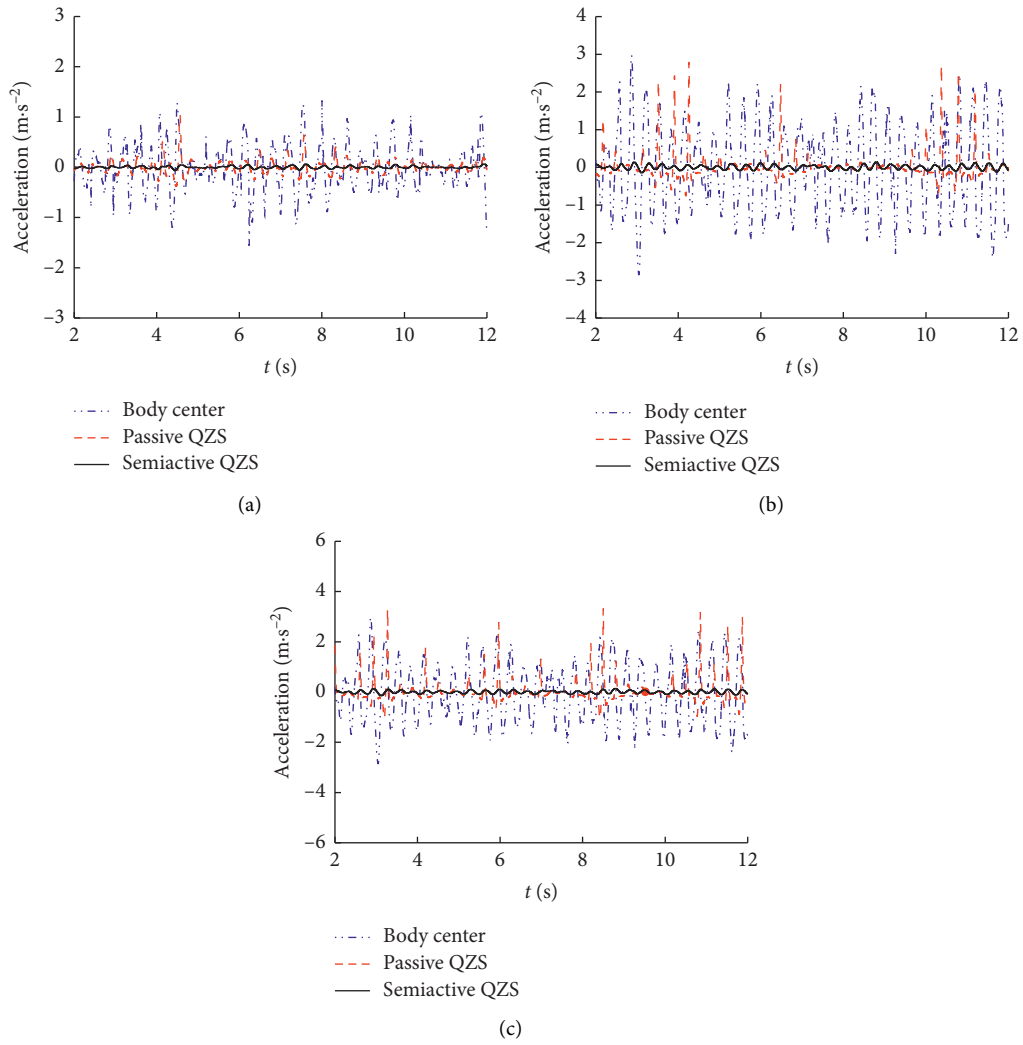 3
2
1
0
−1
−2
−3
Acceleration (m·s−2)
2 4 6 8 10 12
t (s)
Body center
Passive QZS
Semiactive QZS
(a)
4
3
2
1
0
−1
−2
−3
−4
Acceleration (m·s−2)
2 4 6 8 10 12
t (s)
Body center
Passive QZS
Semiactive QZS
(b)
6
4
2
0
−2
−4
−6
Acceleration (m·s−2)
2 4 6 8 10 12
t (s)
Body center
Passive QZS
Semiactive QZS
(c)